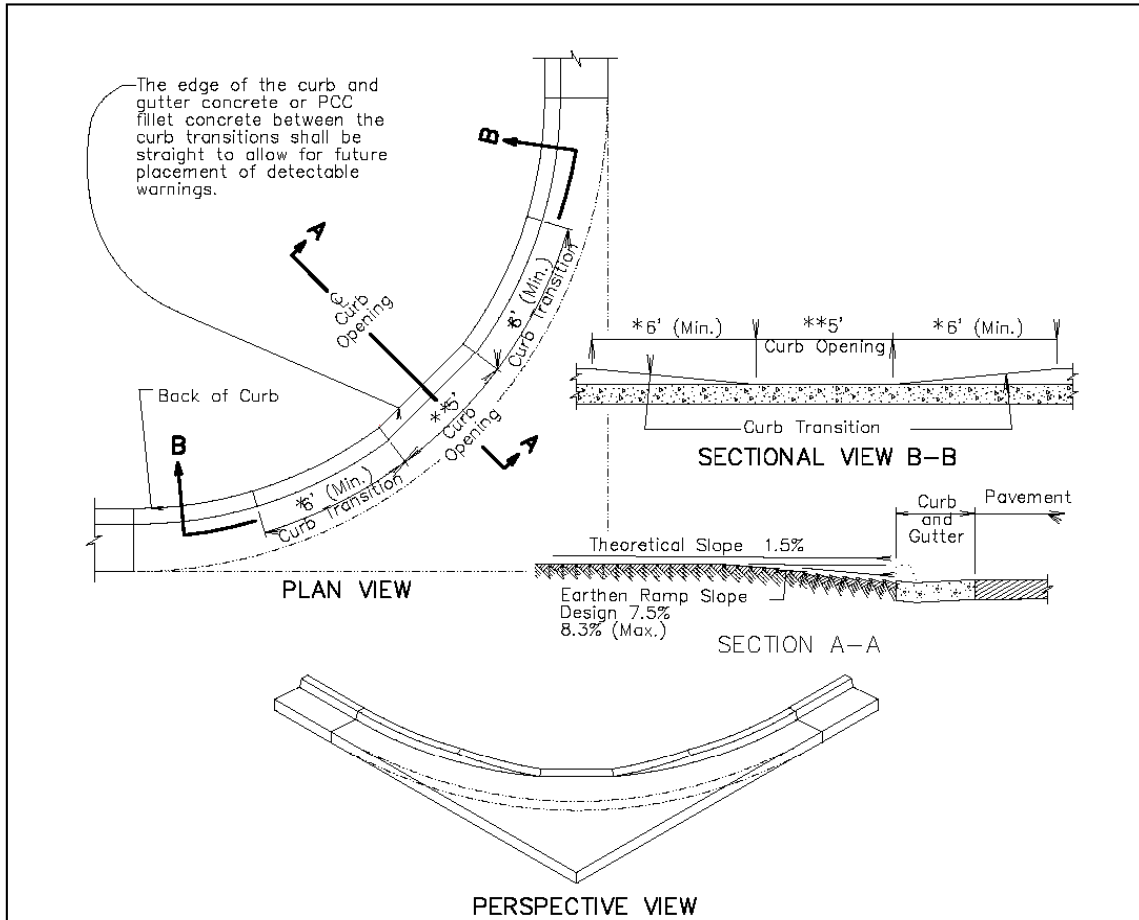 The edge of the curb and
gutter concrete or PCC
fillet concrete between the
curb transitions shall be
straight to allow for future
placement of detectable
warnings.
B
A
*6' (Min.)
Curb Transition
℄
Curb
Opening
**5'
Curb
Opening
A
Back of Curb
B
*6' (Min.)
Curb Transition
PLAN VIEW
*6' (Min.)
**5'
*6' (Min.)
Curb Opening
Curb Transition
SECTIONAL VIEW B-B
Curb
and
Gutter
Pavement
Theoretical Slope 1.5%
Earthen Ramp Slope
Design 7.5%
8.3% (Max.)
SECTION A-A
PERSPECTIVE VIEW